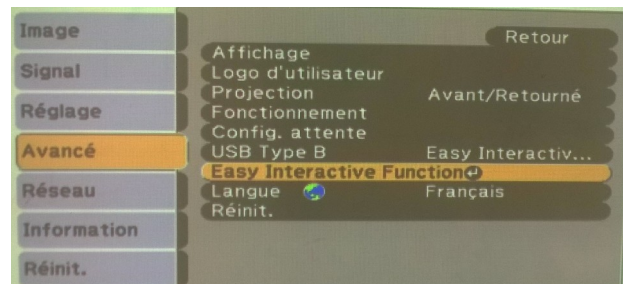 Image
Signal
Réglage
Avancé
Réseau
Information
Réinit.
Retour
Affichage
Logo d'utilisateur
Projection Avant/Retourné
Fonctionnement
Config. attente
USB Type B Easy Interactiv...
Easy Interactive Function
Langue Français
Réinit.